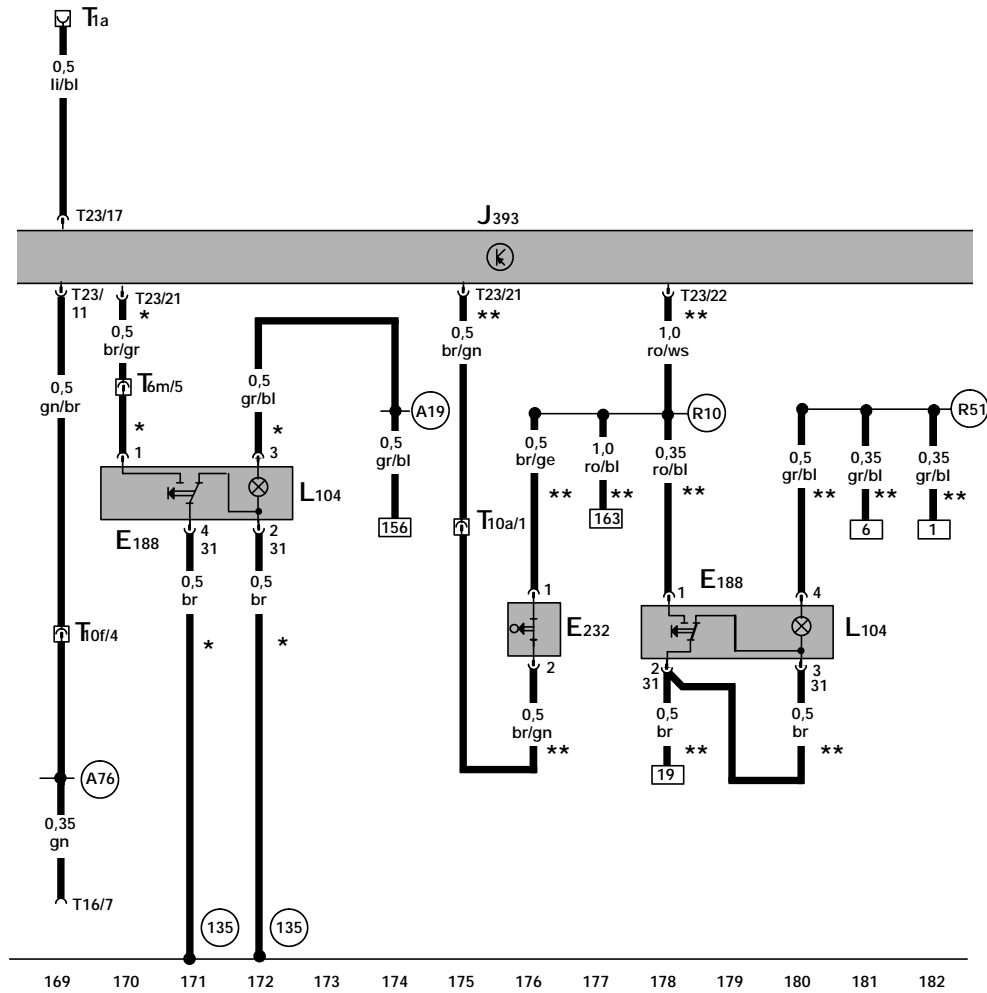 T1a
0,5
li/bl
T23/17
J393
T23/
11
T23/21
*
T23/21
**
T23/22
**
0,5
br/gr
0,5
br/gn
1,0
ro/ws
0,5
gn/br
T6m/5
0,5
gr/bl
A19
R10
R51
*
*
0,5
gr/bl
0,5
br/ge
1,0
ro/bl
0,35
ro/bl
0,5
gr/bl
0,35
gr/bl
0,35
gr/bl
1
3
**
**
**
**
**
**
L104
156
T10a/1
163
6
1
E188
4
31
2
31
0,5
br
0,5
br
E188
1
1
4
E232
L104
T10f/4
*
*
2
2
31
3
31
0,5
br/gn
**
0,5
br
**
0,5
br
**
19
A76
0,35
gn
T16/7
135
135
169 170 171 172 173 174 175 176 177 178 179 180 181 182